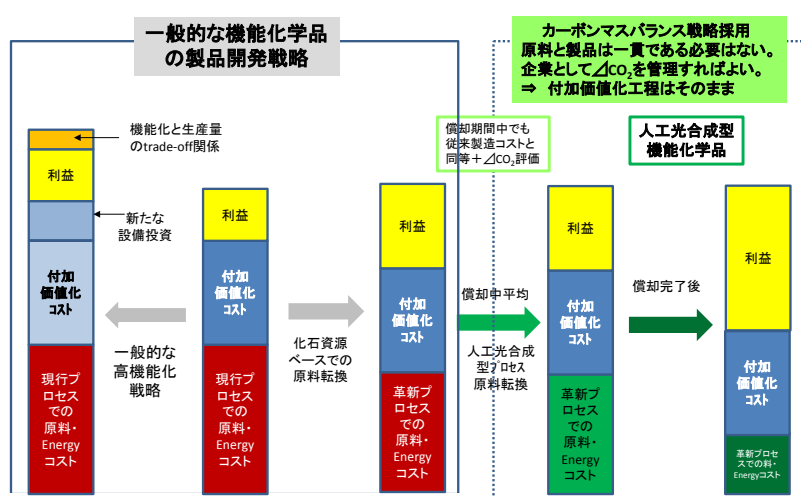 一般的な機能化学品
の製品開発戦略
カーボンマスバランス戦略採用
原料と製品は一貫である必要はない。
企業として⊿CO₂を管理すればよい。
⇒ 付加価値化工程はそのまま
機能化と生産量
のtrade-off関係
償却期間中でも
従来製造コストと
同等+⊿CO₂評価
人工光合成型
機能化学品
利益
新たな
設備投資
付加
価値化
コスト
現行プ
ロセス
での
原料・
Energy
コスト
一般的な
高機能化
戦略
利益
付加
価値化
コスト
現行プ
ロセス
での
原料・
Energy
コスト
化石資源
ベースでの
原料転換
利益
付加
価値化
コスト
革新プ
ロセス
での原
料・
Energy
コスト
償却中平均
人工光合成
型プロセス
原料転換
利益
付加
価値化
コスト
革新プ
ロセス
での原
料・
Energy
コスト
償却完了後
利益
付加
価値化
コスト
革新プロセ
スでの料・
Energyコスト